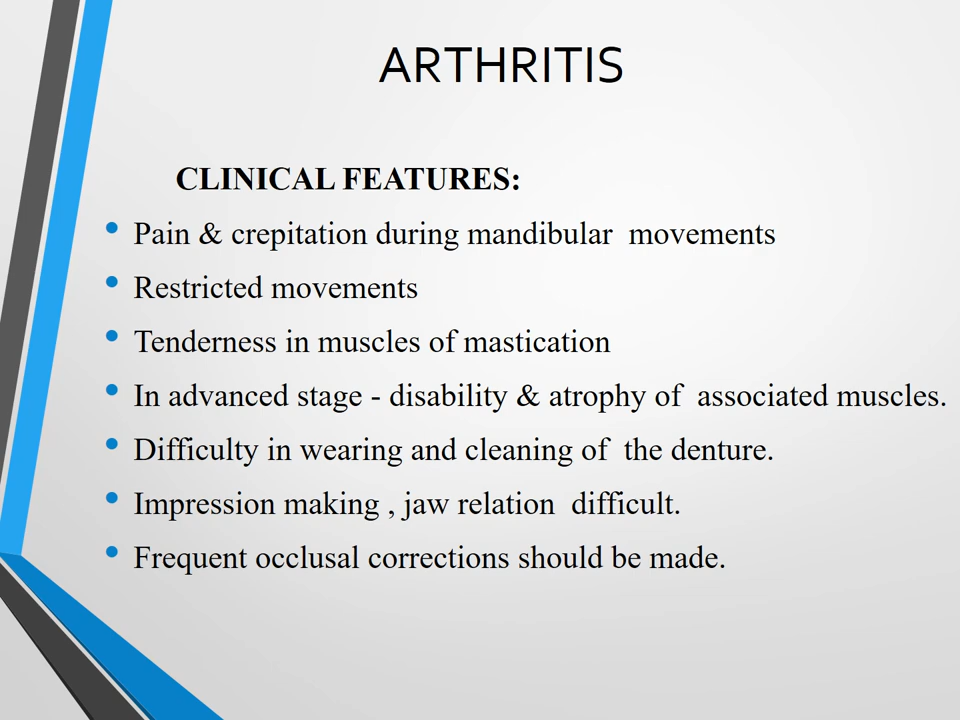 ARTHRITIS
CLINICAL FEATURES:
• Pain & crepitation during mandibular movements
• Restricted movements
• Tenderness in muscles of mastication
• In advanced stage - disability & atrophy of associated muscles.
• Difficulty in wearing and cleaning of the denture.
• Impression making , jaw relation difficult.
• Frequent occlusal corrections should be made.